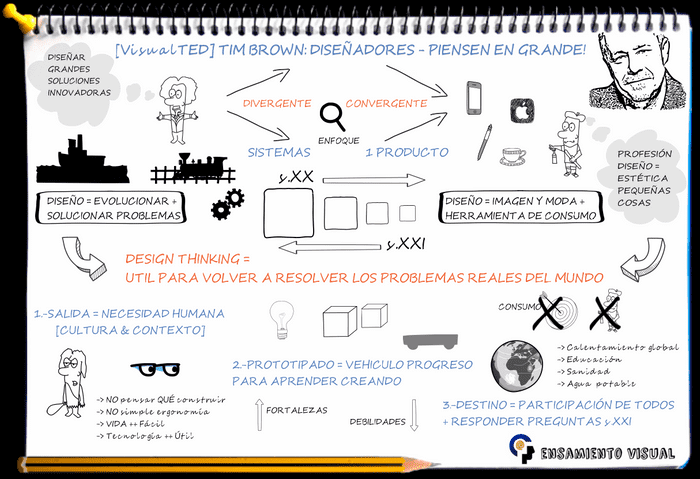 [VisualTED] TIM BROWN: DISEÑADORES - PIENSEN EN GRANDE!
DISEÑAR
GRANDES
SOLUCIONES
INNOVADORAS
DIVERGENTE
CONVERGENTE
ENFOQUE
SISTEMAS
1 PRODUCTO
PROFESIÓN
DISEÑO =
ESTÉTICA
PEQUEÑAS
COSAS
DISEÑO = EVOLUCIONAR +
SOLUCIONAR PROBLEMAS
s.XX
s.XXI
DISEÑO = IMAGEN Y MODA +
HERRAMIENTA DE CONSUMO
DESIGN THINKING =
UTIL PARA VOLVER A RESOLVER LOS PROBLEMAS REALES DEL MUNDO
1.-SALIDA = NECESIDAD HUMANA
[CULTURA & CONTEXTO]
-> NO pensar QUÉ construir
-> NO simple ergonomía
-> VIDA ++ Fácil
-> Tecnología ++ Útil
2.-PROTOTIPADO = VEHICULO PROGRESO
PARA APRENDER CREANDO
FORTALEZAS
DEBILIDADES
CONSUMO
-> Calentamiento global
-> Educación
-> Sanidad
-> Agua potable
3.-DESTINO = PARTICIPACIÓN DE TODOS
+ RESPONDER PREGUNTAS s.XXI
ENSAMIENTO VISUAL